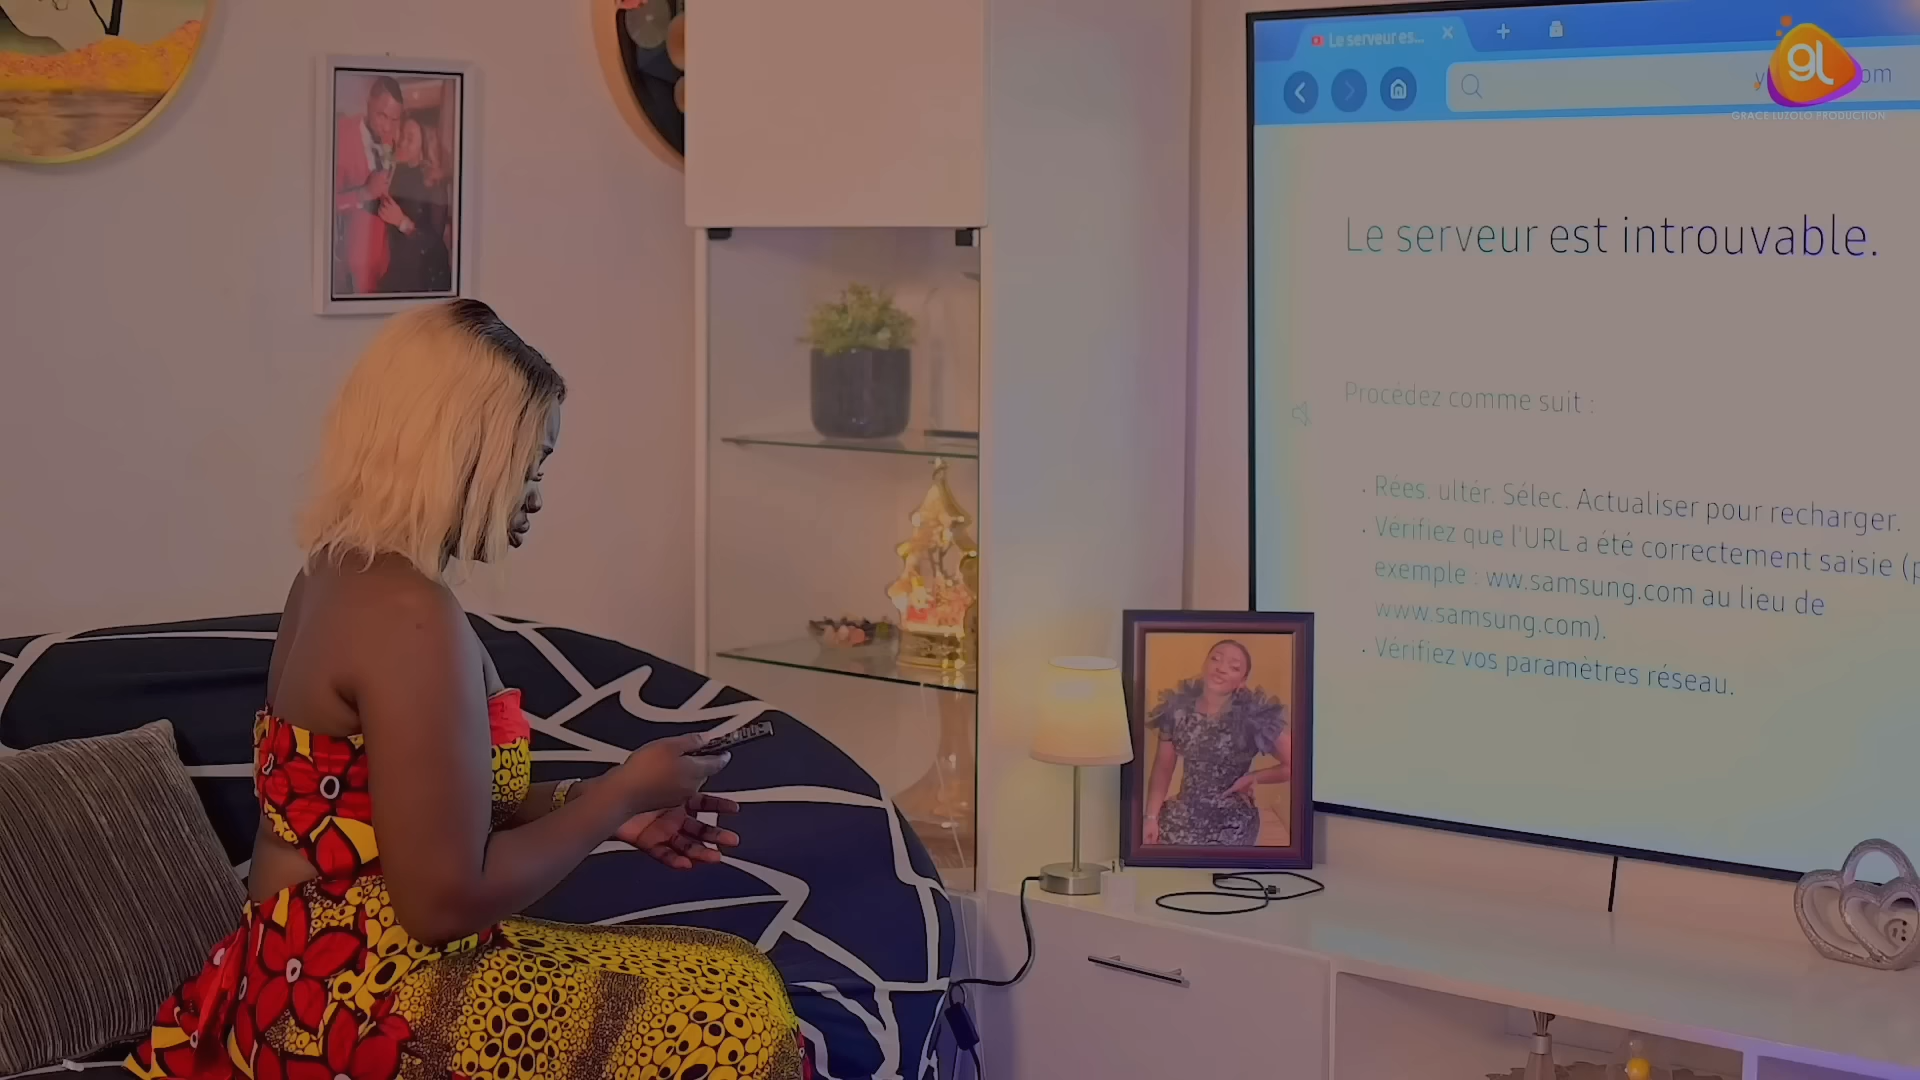 Le serveur es...
gl
GRACE LUZOLO PRODUCTION
Le serveur est introuvable.
Procédez comme suit :
. Rées. ultér. Sélec. Actualiser pour recharger.
. Vérifiez que l'URL a été correctement saisie (p
exemple : ww.samsung.com au lieu de
www.samsung.com).
. Vérifiez vos paramètres réseau.